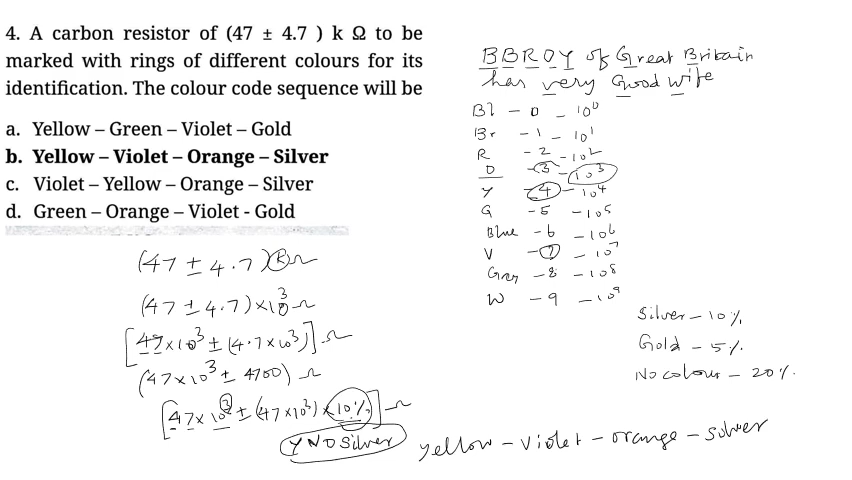 4. A carbon resistor of (47 ± 4.7 ) k Ω to be
marked with rings of different colours for its
identification. The colour code sequence will be
a. Yellow – Green – Violet – Gold
b. Yellow – Violet – Orange – Silver
c. Violet – Yellow – Orange – Silver
d. Green – Orange – Violet - Gold
(47 ± 4.7) k Ω
(47 ± 4.7) × 10³ Ω
[47 × 10³ ± (4.7 × 10³)] Ω
(47 × 10³ ± 4700) Ω
[47 × 10³ ± (47 × 10³) × 10%] Ω
Y V O Silver
yellow – violet – orange – silver
B B R O Y of Great Britain
has very Good wife
Bl – 0 – 10⁰
Br – 1 – 10¹
R – 2 – 10²
O – 3 – 10³
Y – 4 – 10⁴
G – 5 – 10⁵
Blue – 6 – 10⁶
V – 7 – 10⁷
Grey – 8 – 10⁸
W – 9 – 10⁹
Silver – 10%
Gold – 5%
No colour – 20%.